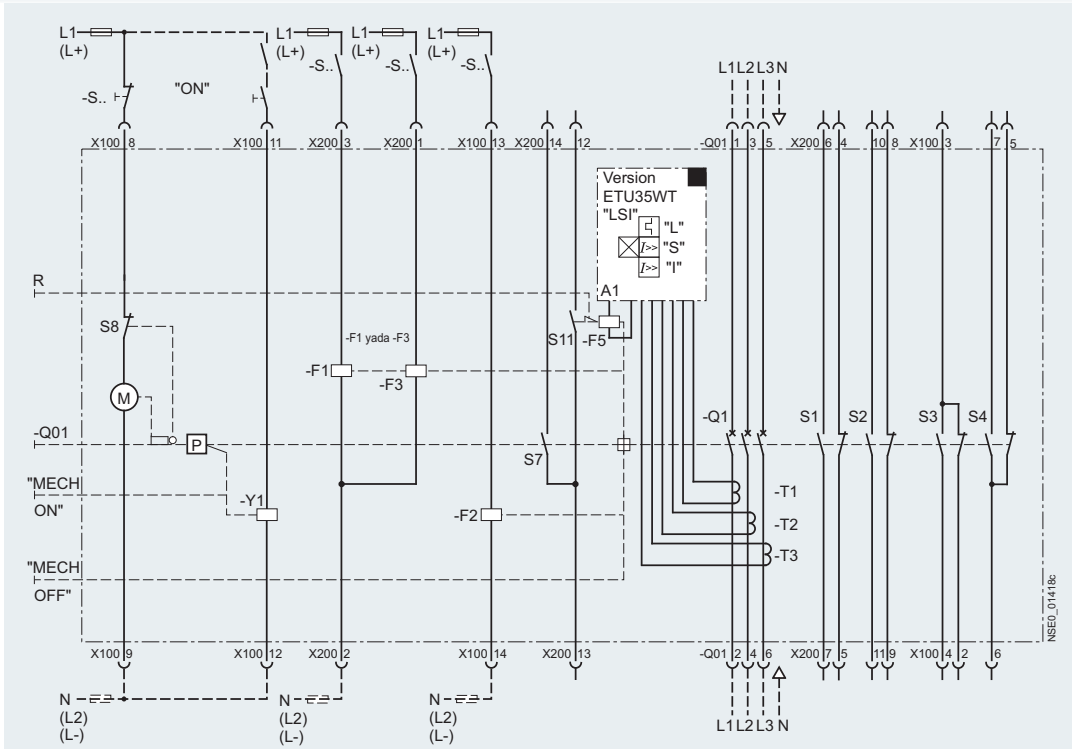 L1 L1 L1 L1
(L+) (L+) (L+) (L+)
-S.. "ON" -S.. -S.. -S..
L1 L2 L3 N
X100 8 X100 11 X200 3 X200 1 X100 13 X200 14 12 -Q01 1 3 5 X200 6 4 10 8 X100 3 7 5
Version
ETU35WT
"LSI"
"L"
I>> "S"
I>> "I"
A1
R
S8
-F1 yada -F3
S11 -F5
-F1 -F3
M
-Q1 S1 S2 S3 S4
-Q01
P
S7
"MECH
ON"
-Y1
-F2
-T1
-T2
-T3
"MECH
OFF"
NSE0_01418c
X100 9 X100 12 X200 2 X100 14 X200 13 -Q01 2 4 6 X200 7 5 11 9 X100 4 2 6
N N N
(L2) (L2) (L2)
(L-) (L-) (L-)
L1 L2 L3 N